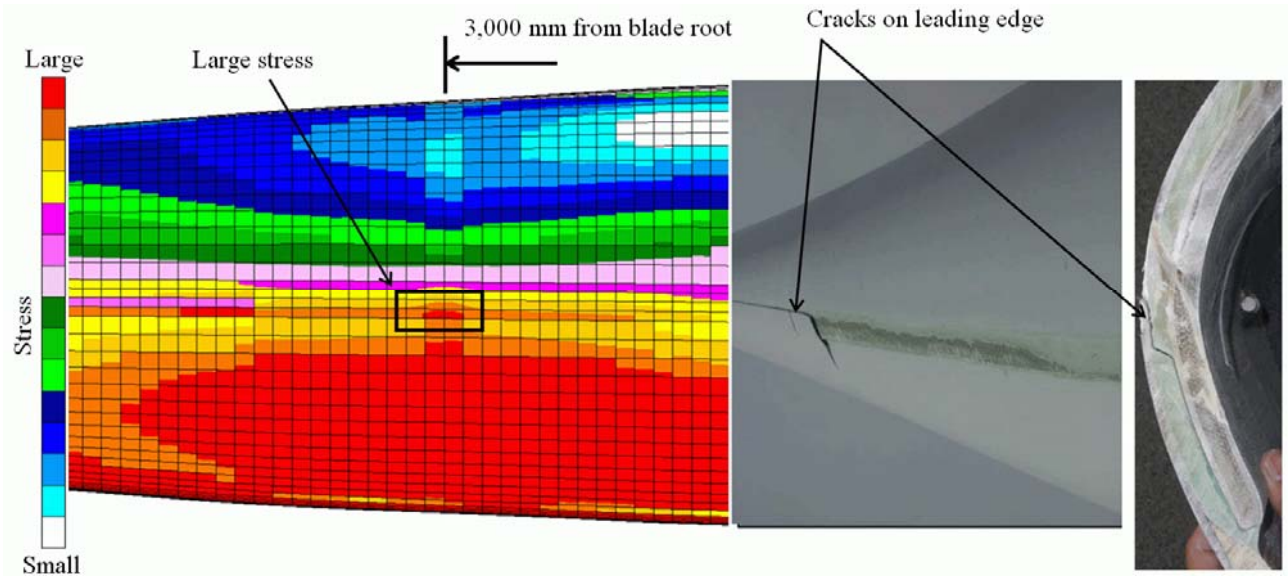 3,000 mm from blade root
Cracks on leading edge
Large stress
Large
Stress
Small